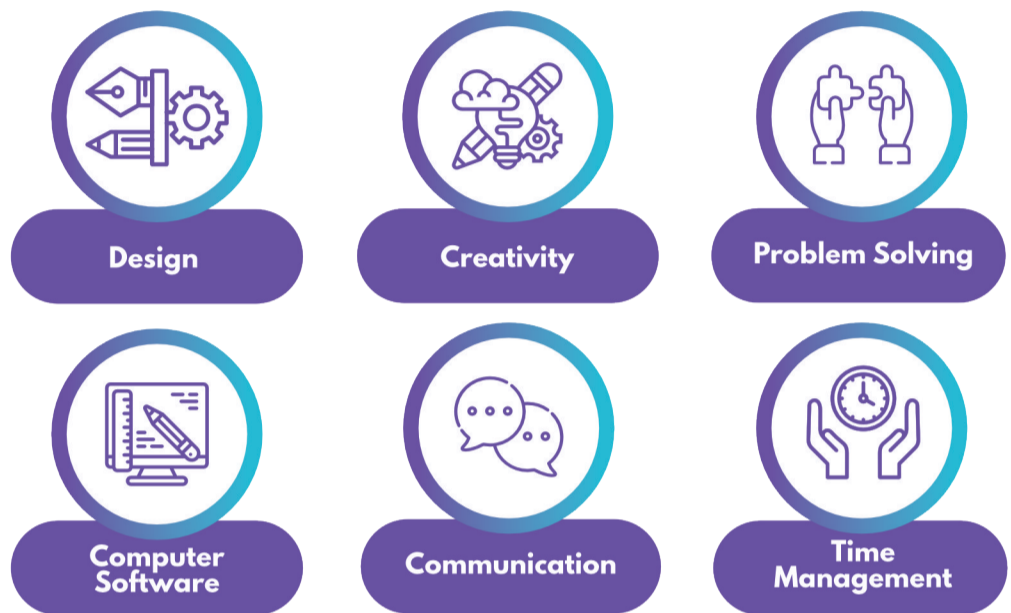 Design
Creativity
Problem Solving
Computer
Software
Communication
Time
Management